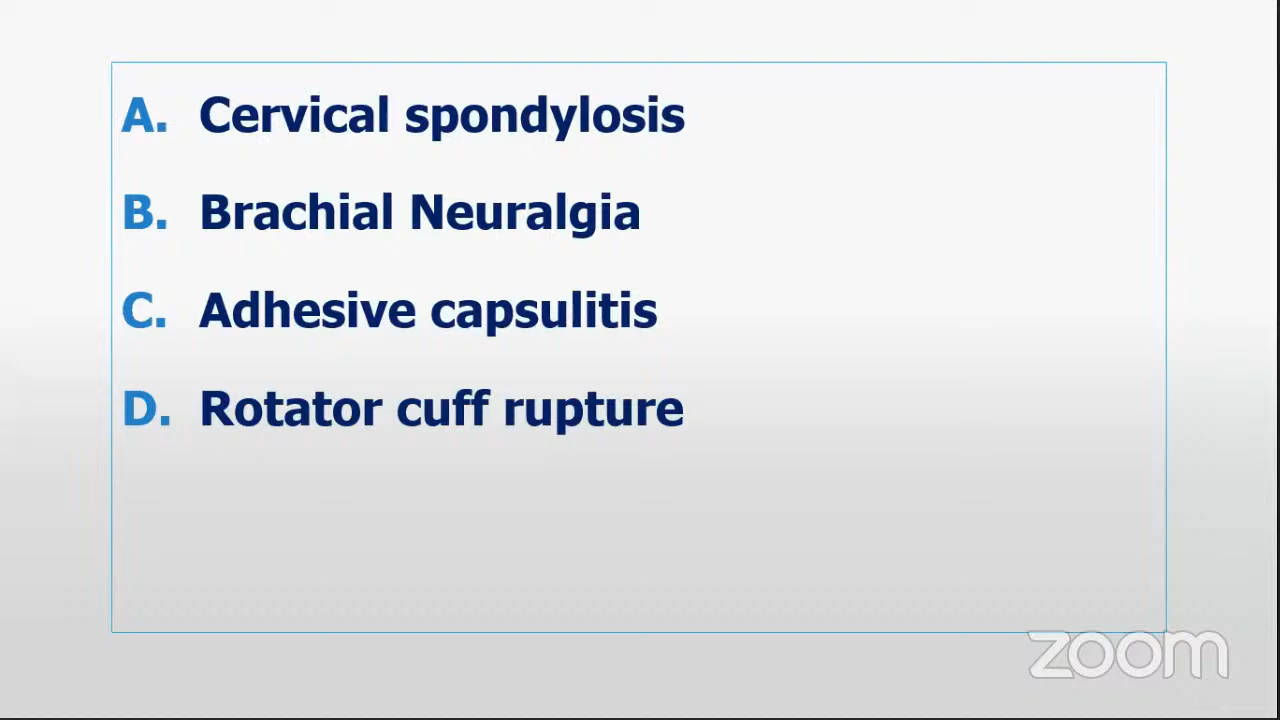 A. Cervical spondylosis
B. Brachial Neuralgia
C. Adhesive capsulitis
D. Rotator cuff rupture
zoom